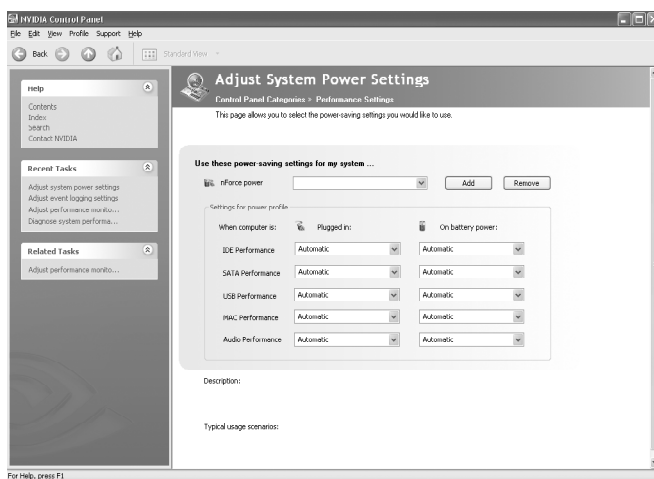 NVIDIA Control Panel
File Edit View Profile Support Help
Back Standard View
Help
Contents
Index
Search
Contact NVIDIA
Recent Tasks
Adjust system power settings
Adjust event logging settings
Adjust performance monito...
Diagnose system performa...
Related Tasks
Adjust performance monito...
Adjust System Power Settings
Control Panel Categories > Performance Settings
This page allows you to select the power-saving settings you would like to use.
Use these power-saving settings for my system ...
nForce power Add Remove
Settings for power profile
When computer is: Plugged in: On battery power:
IDE Performance Automatic Automatic
SATA Performance Automatic Automatic
USB Performance Automatic Automatic
MAC Performance Automatic Automatic
Audio Performance Automatic Automatic
Description:
Typical usage scenarios:
For Help, press F1